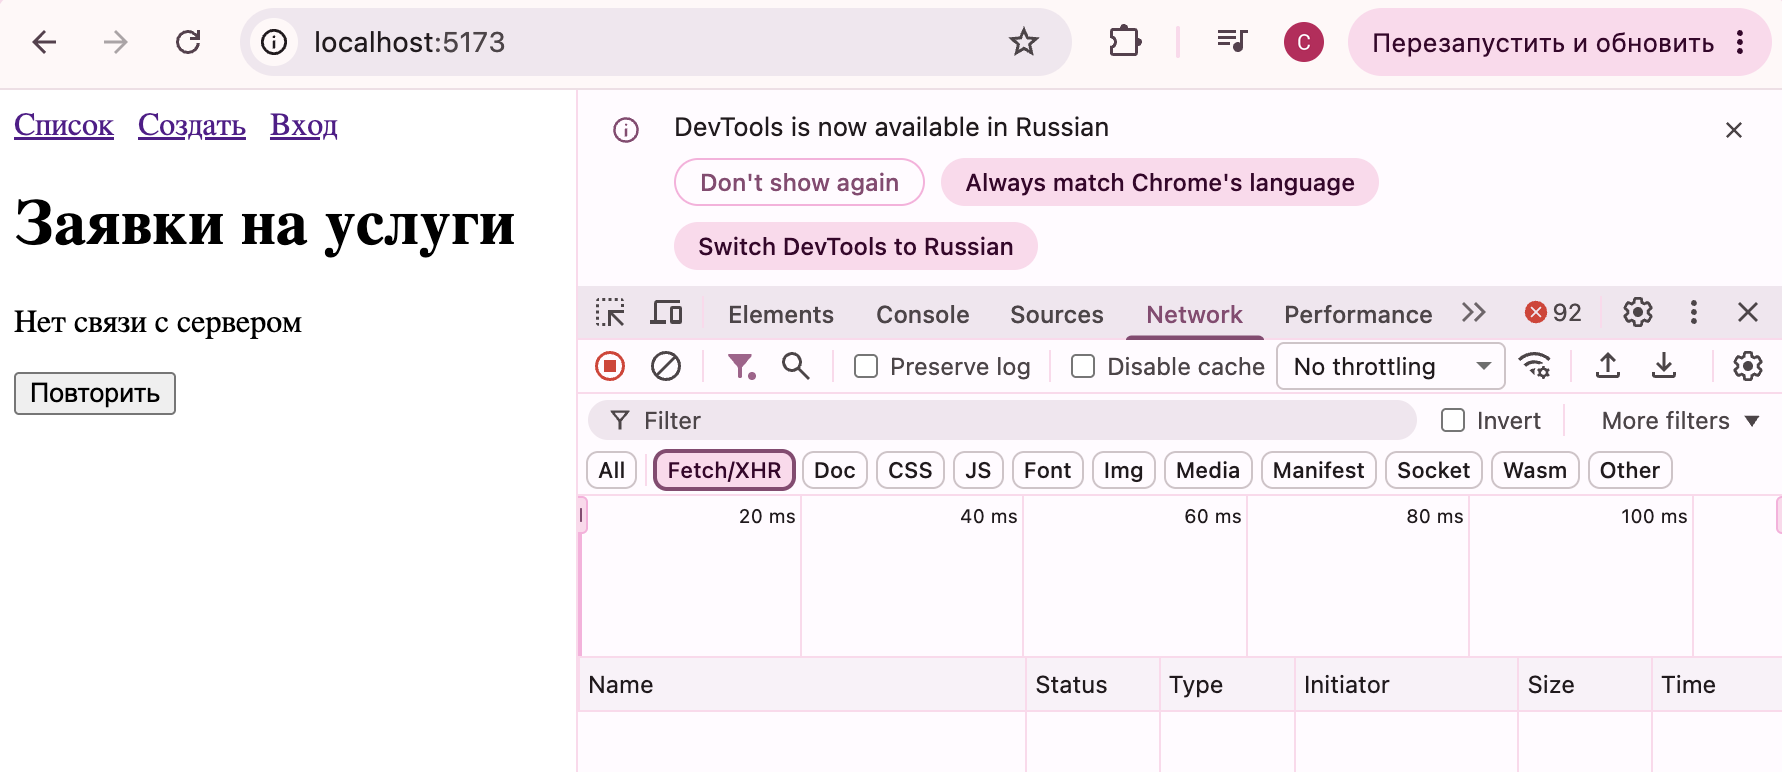 localhost:5173
C
Перезапустить и обновить
Список Создать Вход
Заявки на услуги
Нет связи с сервером
Повторить
DevTools is now available in Russian
Don't show again
Always match Chrome's language
Switch DevTools to Russian
Elements Console Sources Network Performance 92
Preserve log Disable cache No throttling
Filter Invert More filters
All Fetch/XHR Doc CSS JS Font Img Media Manifest Socket Wasm Other
20 ms 40 ms 60 ms 80 ms 100 ms
Name Status Type Initiator Size Time